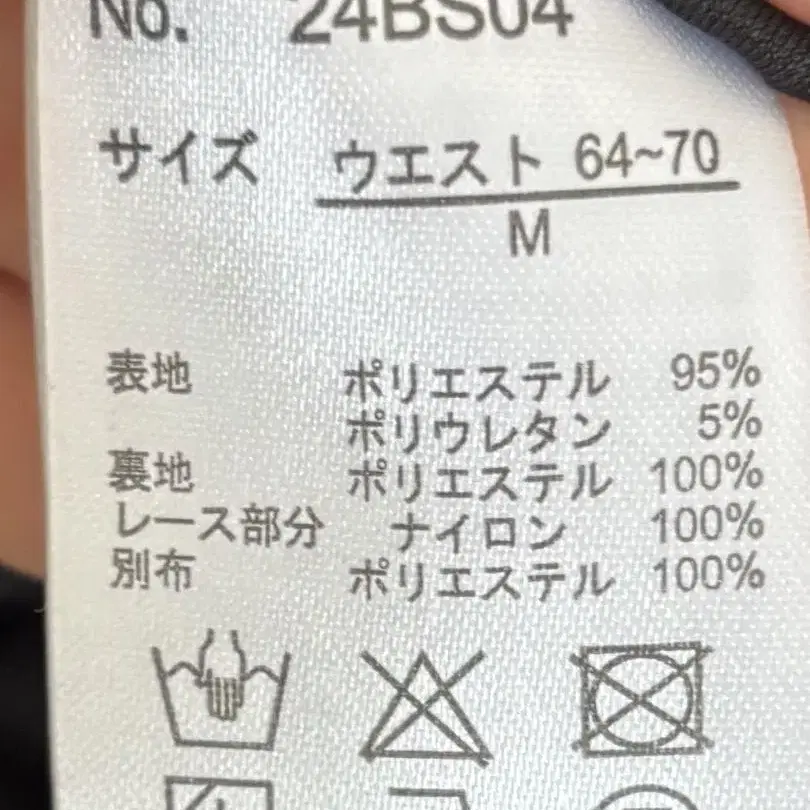 No. 24BS04
サイズ ウエスト 64~70
M
表地 ポリエステル 95%
ポリウレタン 5%
裏地 ポリエステル 100%
レース部分 ナイロン 100%
別布 ポリエステル 100%